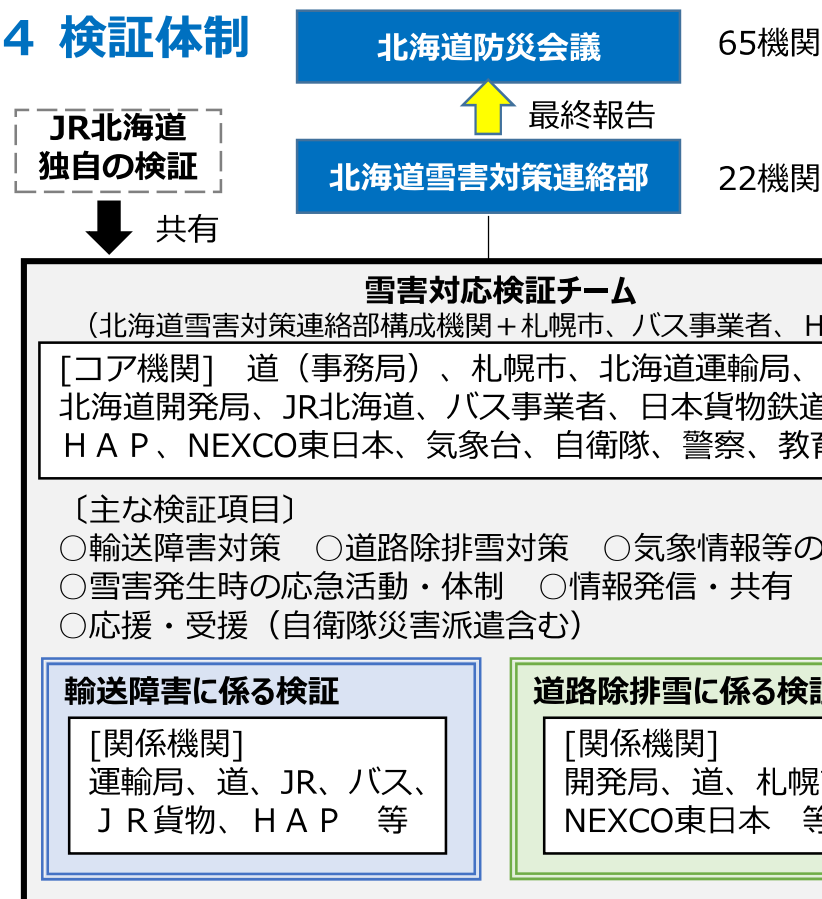 4 検証体制
北海道防災会議
65機関
最終報告
JR北海道
独自の検証
北海道雪害対策連絡部
22機関
共有
雪害対応検証チーム
（北海道雪害対策連絡部構成機関＋札幌市、バス事業者、Ｈ
[コア機関]　道（事務局）、札幌市、北海道運輸局、
北海道開発局、JR北海道、バス事業者、日本貨物鉄道
ＨＡＰ、NEXCO東日本、気象台、自衛隊、警察、教育
〔主な検証項目〕
○輸送障害対策　○道路除排雪対策　○気象情報等の
○雪害発生時の応急活動・体制　○情報発信・共有
○応援・受援（自衛隊災害派遣含む）
輸送障害に係る検証
[関係機関]
運輸局、道、JR、バス、
ＪＲ貨物、ＨＡＰ　等
道路除排雪に係る検証
[関係機関]
開発局、道、札幌
NEXCO東日本　等